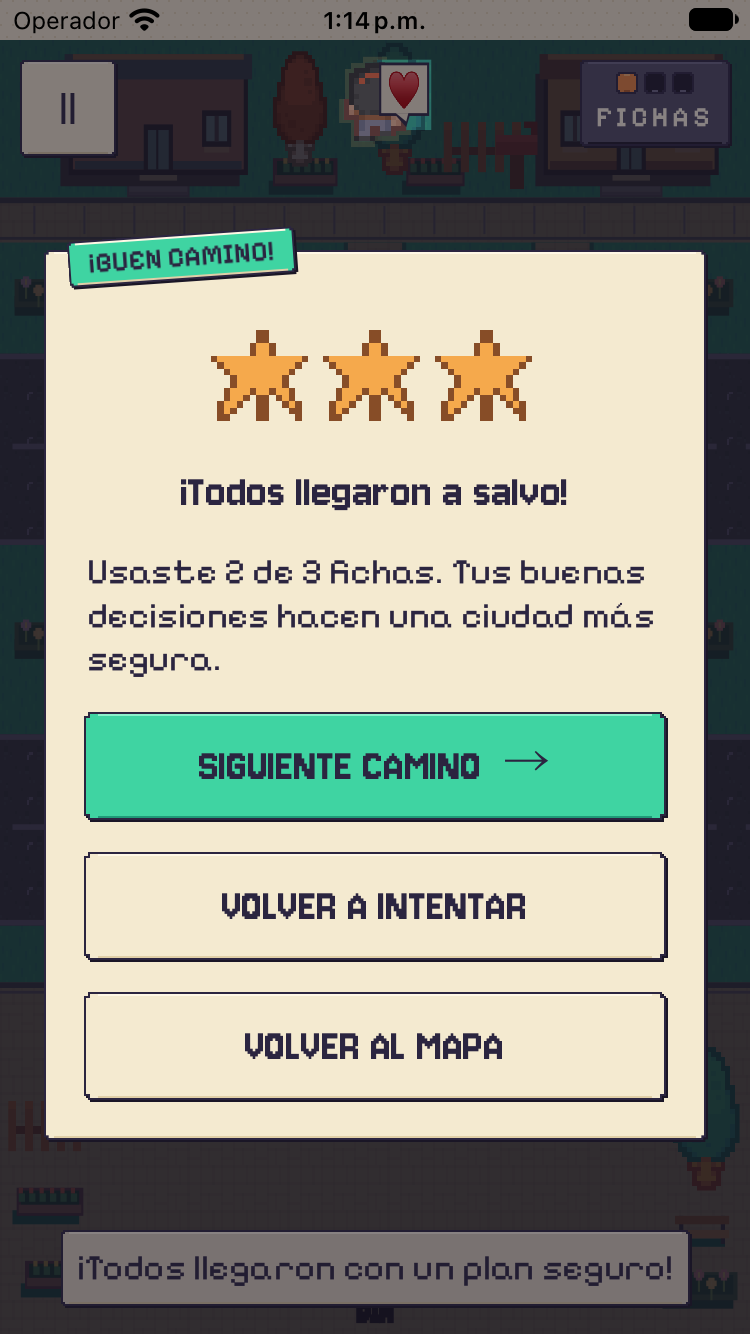 Operador
1:14 p.m.
FICHAS
¡BUEN CAMINO!
¡Todos llegaron a salvo!
Usaste 2 de 3 fichas. Tus buenas
decisiones hacen una ciudad más
segura.
SIGUIENTE CAMINO →
VOLVER A INTENTAR
VOLVER AL MAPA
¡Todos llegaron con un plan seguro!